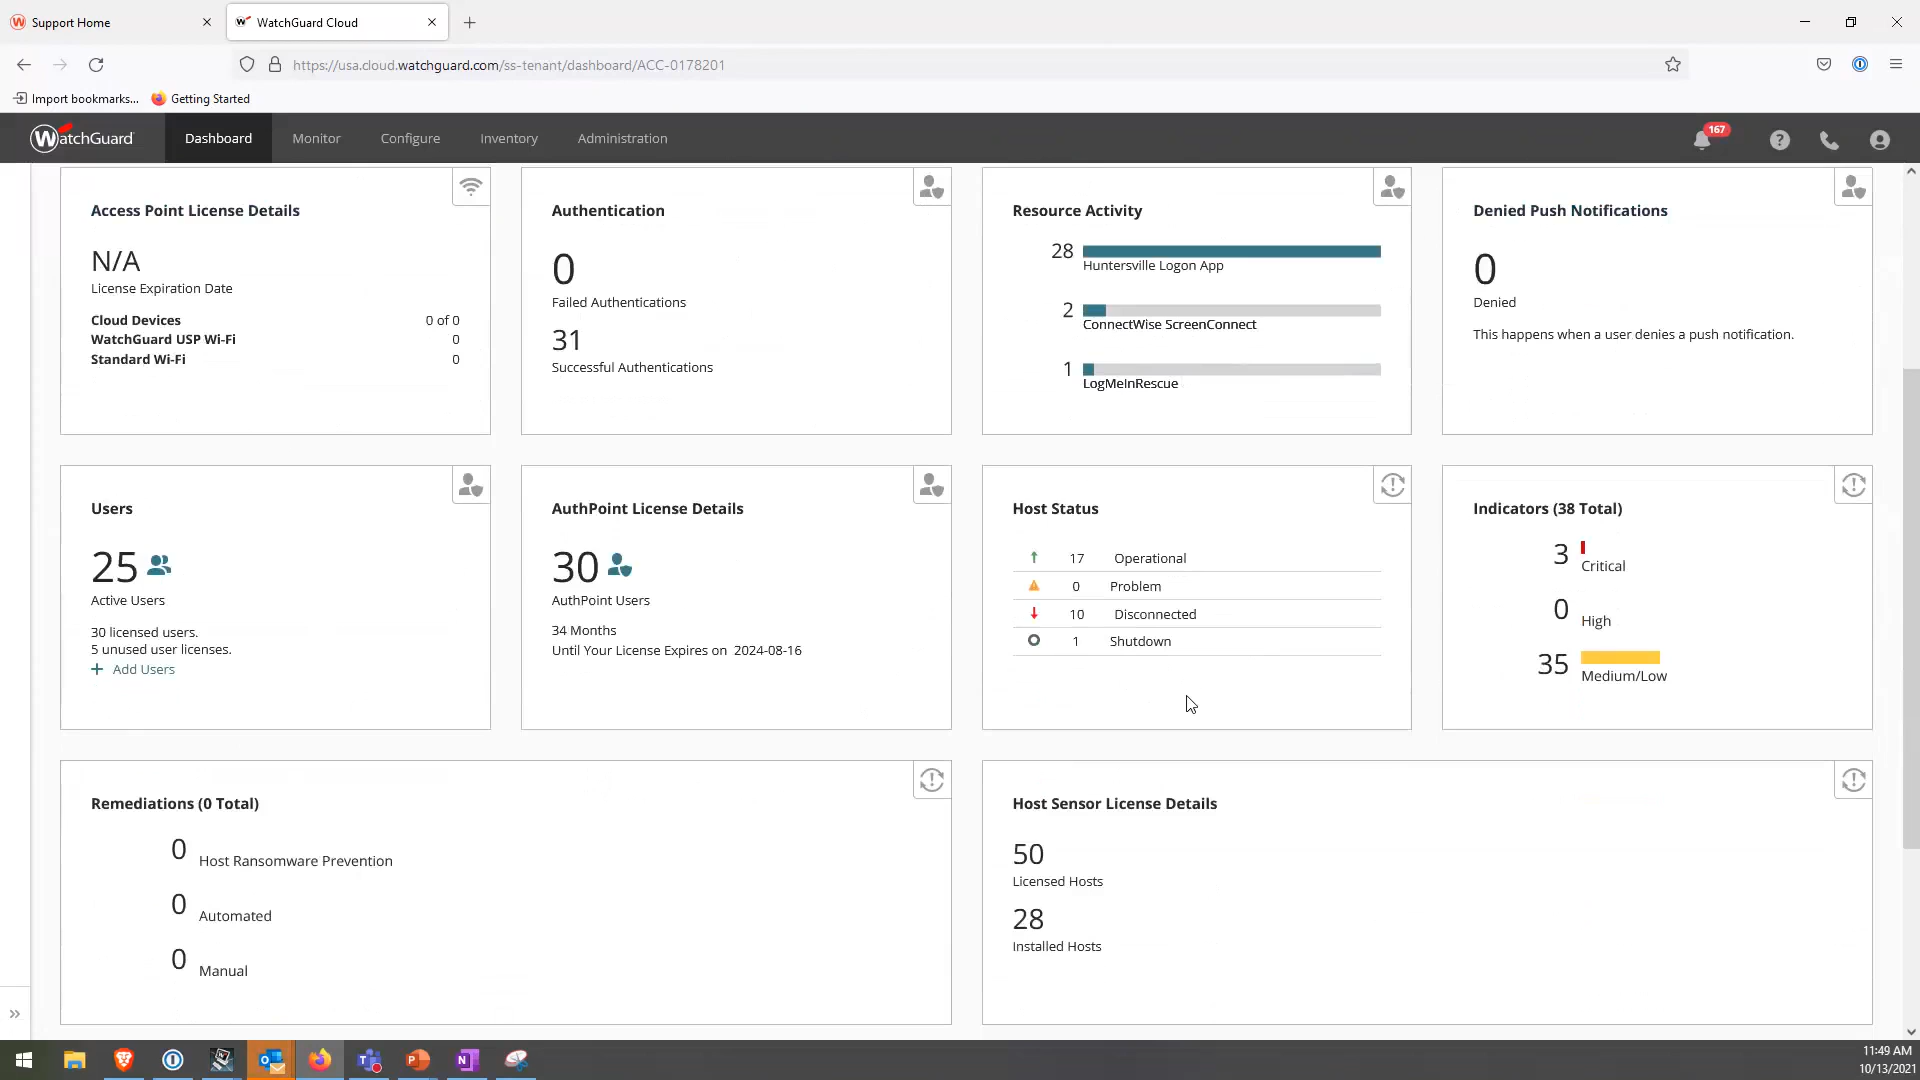 Support Home
WatchGuard Cloud
https://usa.cloud.watchguard.com/ss-tenant/dashboard/ACC-0178201
Import bookmarks...
Getting Started
WatchGuard
Dashboard
Monitor
Configure
Inventory
Administration
167
Access Point License Details
N/A
License Expiration Date
Cloud Devices 0 of 0
WatchGuard USP Wi-Fi 0
Standard Wi-Fi 0
Authentication
0
Failed Authentications
31
Successful Authentications
Resource Activity
28
Huntersville Logon App
2
ConnectWise ScreenConnect
1
LogMeInRescue
Denied Push Notifications
0
Denied
This happens when a user denies a push notification.
Users
25
Active Users
30 licensed users.
5 unused user licenses.
+ Add Users
AuthPoint License Details
30
AuthPoint Users
34 Months
Until Your License Expires on 2024-08-16
Host Status
17 Operational
0 Problem
10 Disconnected
1 Shutdown
Indicators (38 Total)
3
Critical
0
High
35
Medium/Low
Remediations (0 Total)
0
Host Ransomware Prevention
0
Automated
0
Manual
Host Sensor License Details
50
Licensed Hosts
28
Installed Hosts
11:49 AM
10/13/2021